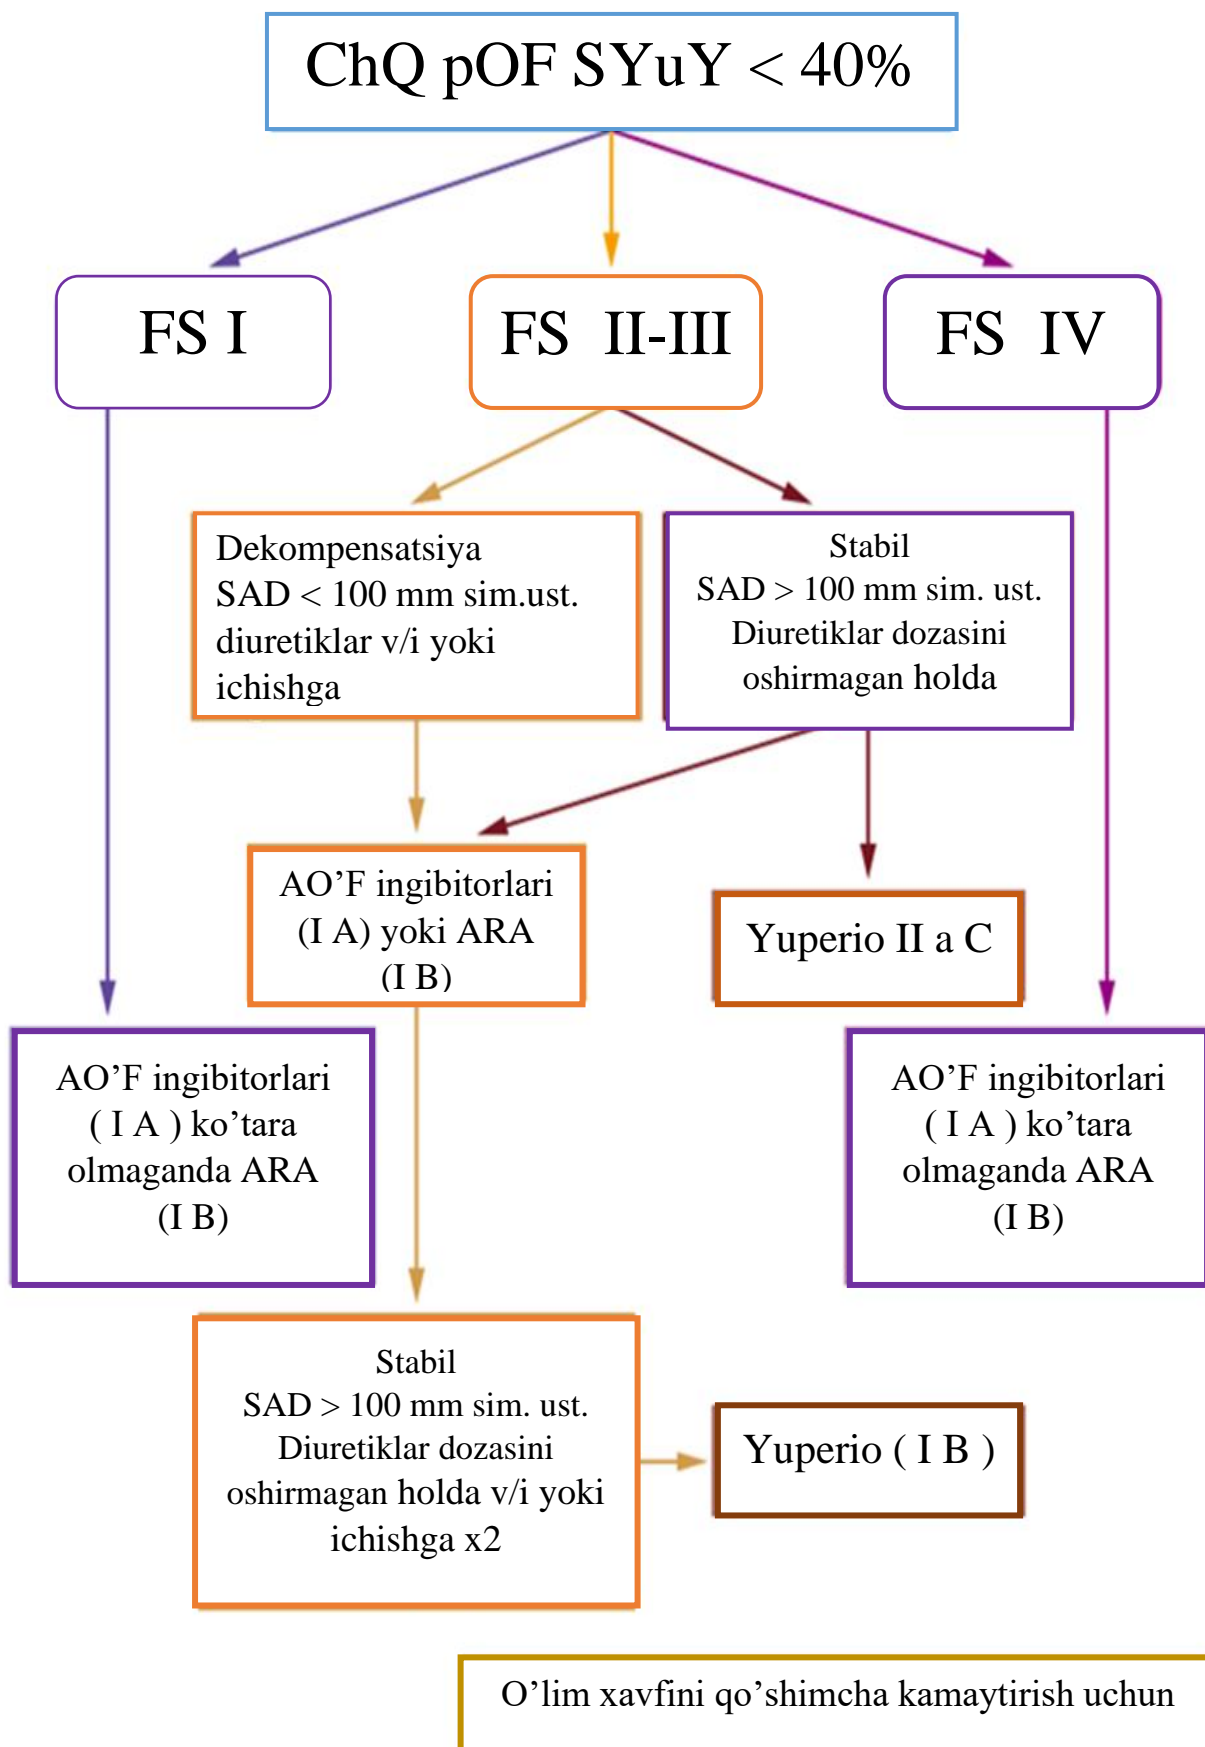 ChQ pOF SYuY < 40%
FS I
FS II-III
FS IV
Dekompensatsiya
SAD < 100 mm sim.ust.
diuretiklar v/i yoki
ichishga
Stabil
SAD > 100 mm sim. ust.
Diuretiklar dozasini
oshirmagan holda
AO’F ingibitorlari
(I A) yoki ARA
(I B)
Yuperio II a C
AO’F ingibitorlari
( I A ) ko’tara
olmaganda ARA
(I B)
AO’F ingibitorlari
( I A ) ko’tara
olmaganda ARA
(I B)
Stabil
SAD > 100 mm sim. ust.
Diuretiklar dozasini
oshirmagan holda v/i yoki
ichishga x2
Yuperio ( I B )
O’lim xavfini qo’shimcha kamaytirish uchun